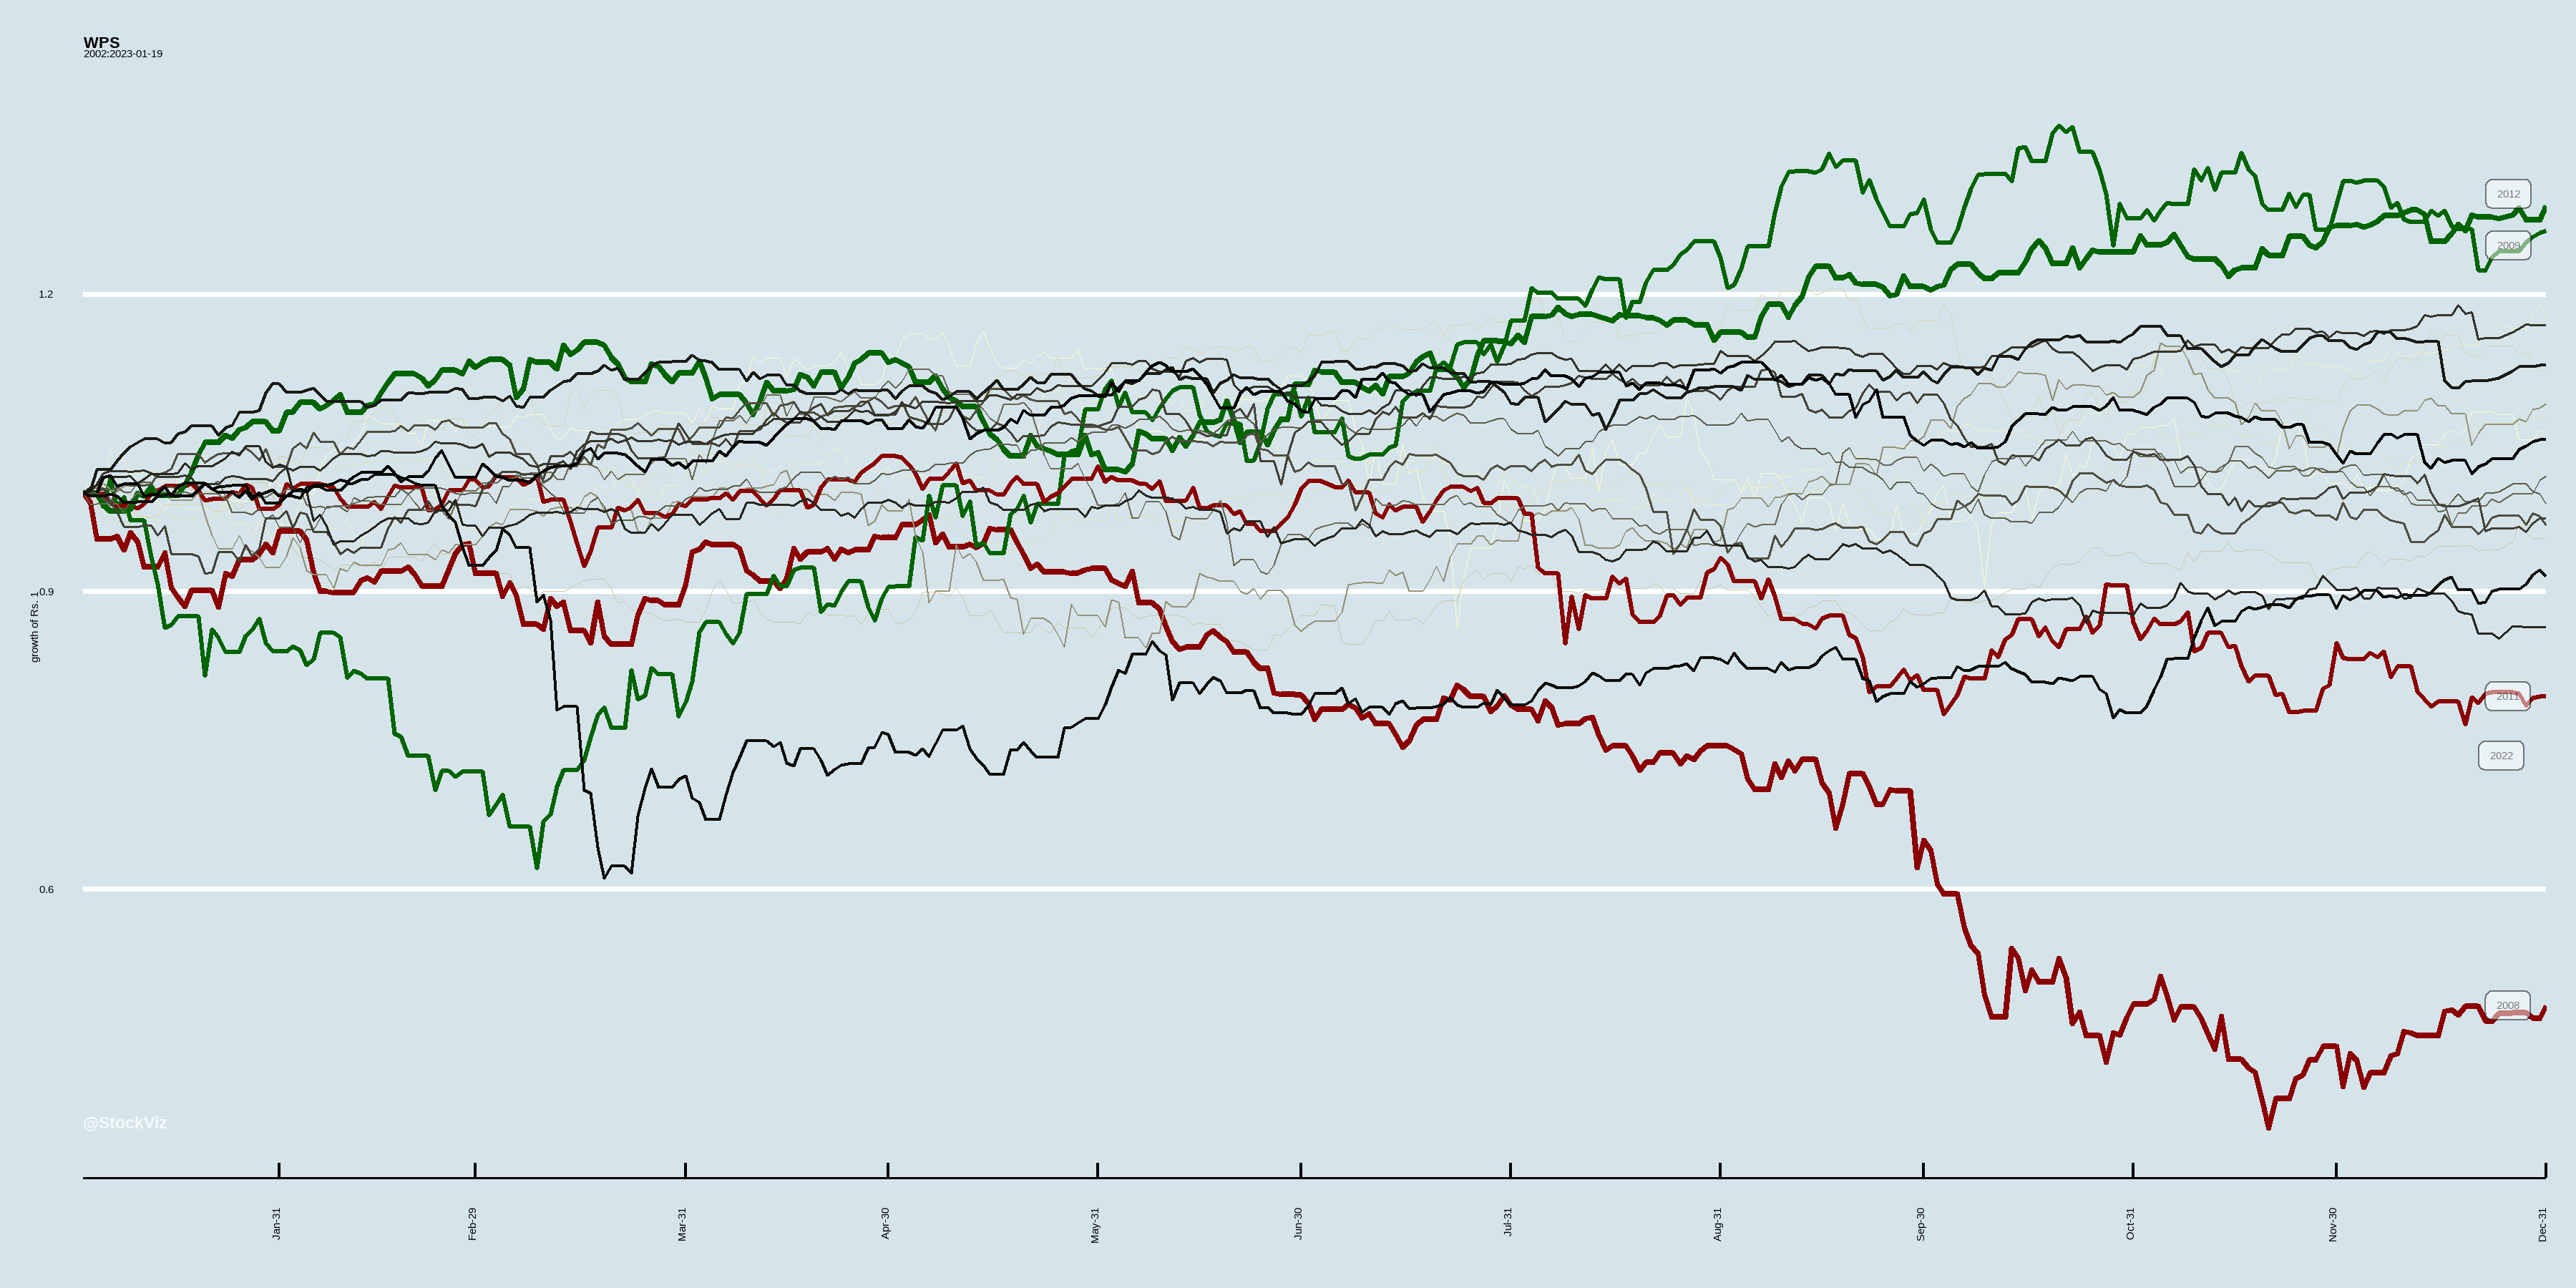 WPS
2002:2023-01-19
2012
2009
1.2
0.9
growth of Rs. 1
2011
2022
0.6
2008
@StockViz
Jan-31
Feb-29
Mar-31
Apr-30
May-31
Jun-30
Jul-31
Aug-31
Sep-30
Oct-31
Nov-30
Dec-31